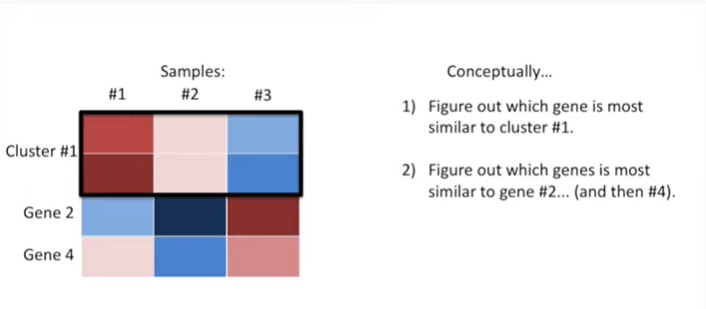 Samples:
#1 #2 #3
Cluster #1
Gene 2
Gene 4
Conceptually...
1) Figure out which gene is most
similar to cluster #1.
2) Figure out which genes is most
similar to gene #2... (and then #4).